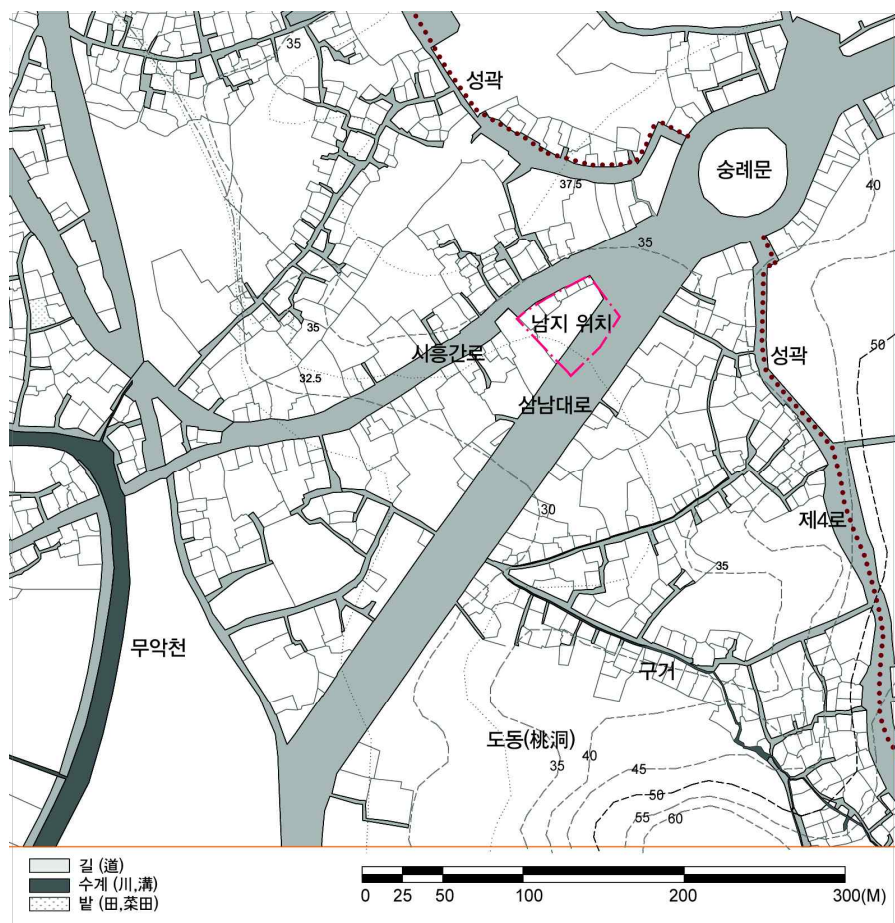 35
성곽
숭례문
40
37.5
35
남지 위치
50
35
시흥간로
성곽
32.5
삼남대로
30
제4로
35
무악천
구거
도동(桃洞)
35
40
45
50
55
60
길 (道)
수계 (川,溝)
밭 (田,菜田)
0 25 50 100 200 300(M)